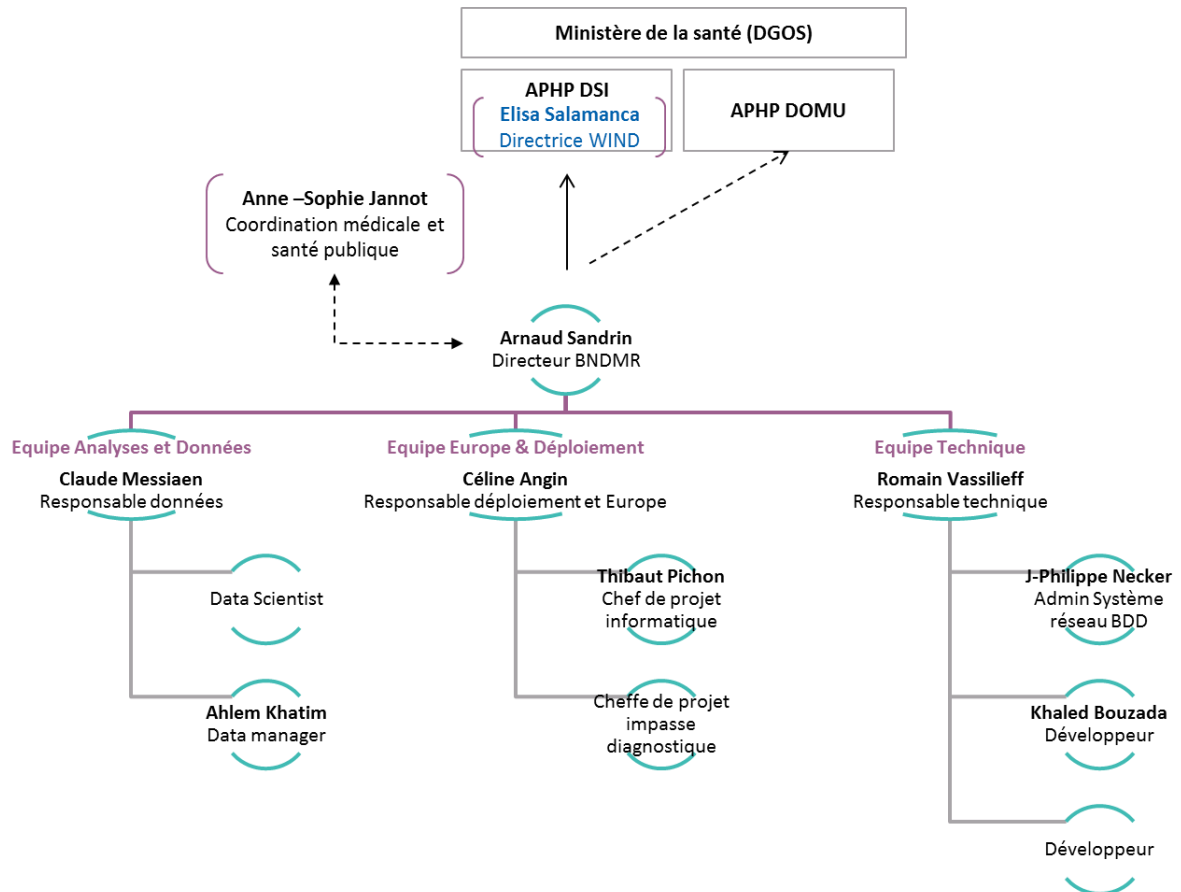 Ministère de la santé (DGOS)
APHP DSI
Elisa Salamanca
Directrice WIND
APHP DOMU
Anne –Sophie Jannot
Coordination médicale et
santé publique
Arnaud Sandrin
Directeur BNDMR
Equipe Analyses et Données
Claude Messiaen
Responsable données
Equipe Europe & Déploiement
Céline Angin
Responsable déploiement et Europe
Equipe Technique
Romain Vassilieff
Responsable technique
Data Scientist
Ahlem Khatim
Data manager
Thibaut Pichon
Chef de projet
informatique
Cheffe de projet
impasse
diagnostique
J-Philippe Necker
Admin Système
réseau BDD
Khaled Bouzada
Développeur
Développeur